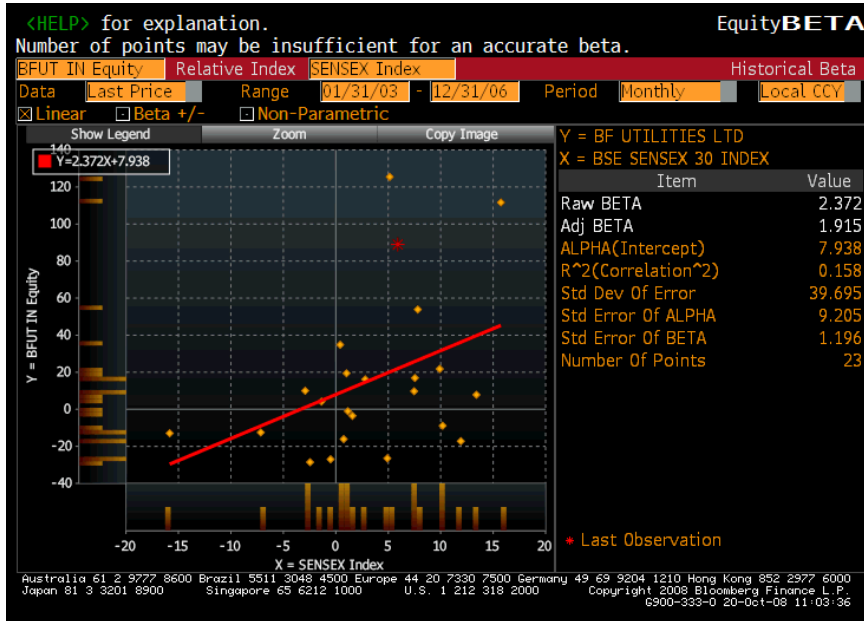 <HELP> for explanation. EquityBETA
Number of points may be insufficient for an accurate beta.
BFUT IN Equity Relative Index SENSEX Index Historical Beta
Data Last Price Range 01/31/03 - 12/31/06 Period Monthly Local CCY
Linear Beta +/- Non-Parametric
Show Legend Zoom Copy Image
Y = BF UTILITIES LTD
X = BSE SENSEX 30 INDEX
Item Value
Raw BETA 2.372
Adj BETA 1.915
ALPHA(Intercept) 7.938
R^2(Correlation^2) 0.158
Std Dev Of Error 39.695
Std Error Of ALPHA 9.205
Std Error Of BETA 1.196
Number Of Points 23
* Last Observation
Y=2.372X+7.938
Y = BFUT IN Equity
140
120
100
80
60
40
20
0
-20
-40
-20 -15 -10 -5 0 5 10 15 20
X = SENSEX Index
Australia 61 2 9777 8600 Brazil 5511 3048 4500 Europe 44 20 7330 7500 Germany 49 69 9204 1210 Hong Kong 852 2977 6000
Japan 81 3 3201 8900 Singapore 65 6212 1000 U.S. 1 212 318 2000 Copyright 2008 Bloomberg Finance L.P.
G900-333-0 20-Oct-08 11:03:36